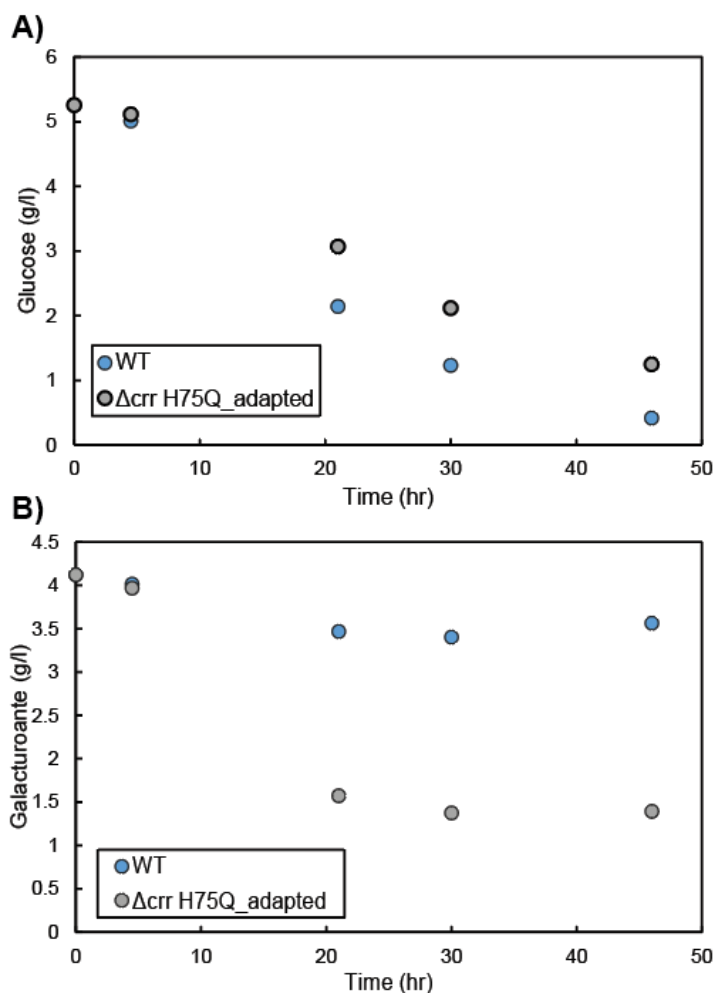 A)
6
5
4
3
2
1
0
Glucose (g/l)
WT
Δcrr H75Q_adapted
0 10 20 30 40 50
Time (hr)
B)
4.5
4
3.5
3
2.5
2
1.5
1
0.5
0
Galacturoante (g/l)
WT
Δcrr H75Q_adapted
0 10 20 30 40 50
Time (hr)